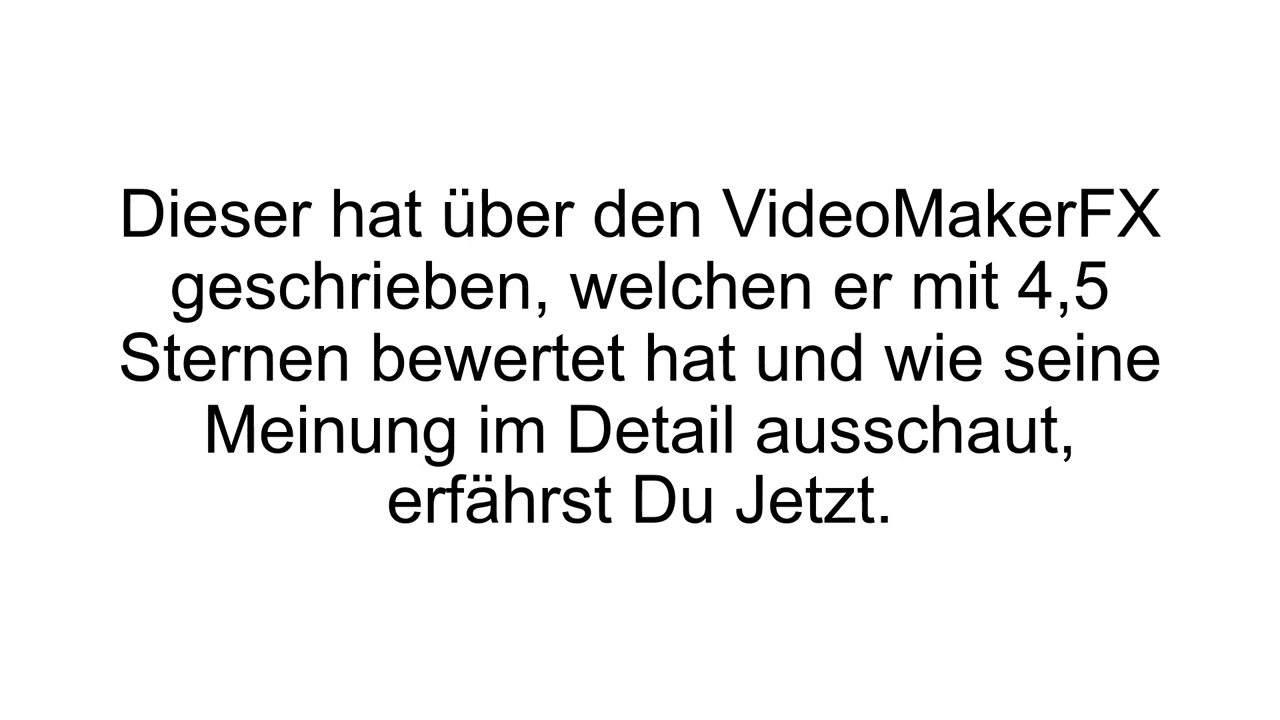 Dieser hat über den VideoMakerFX
geschrieben, welchen er mit 4,5
Sternen bewertet hat und wie seine
Meinung im Detail ausschaut,
erfährst Du Jetzt.